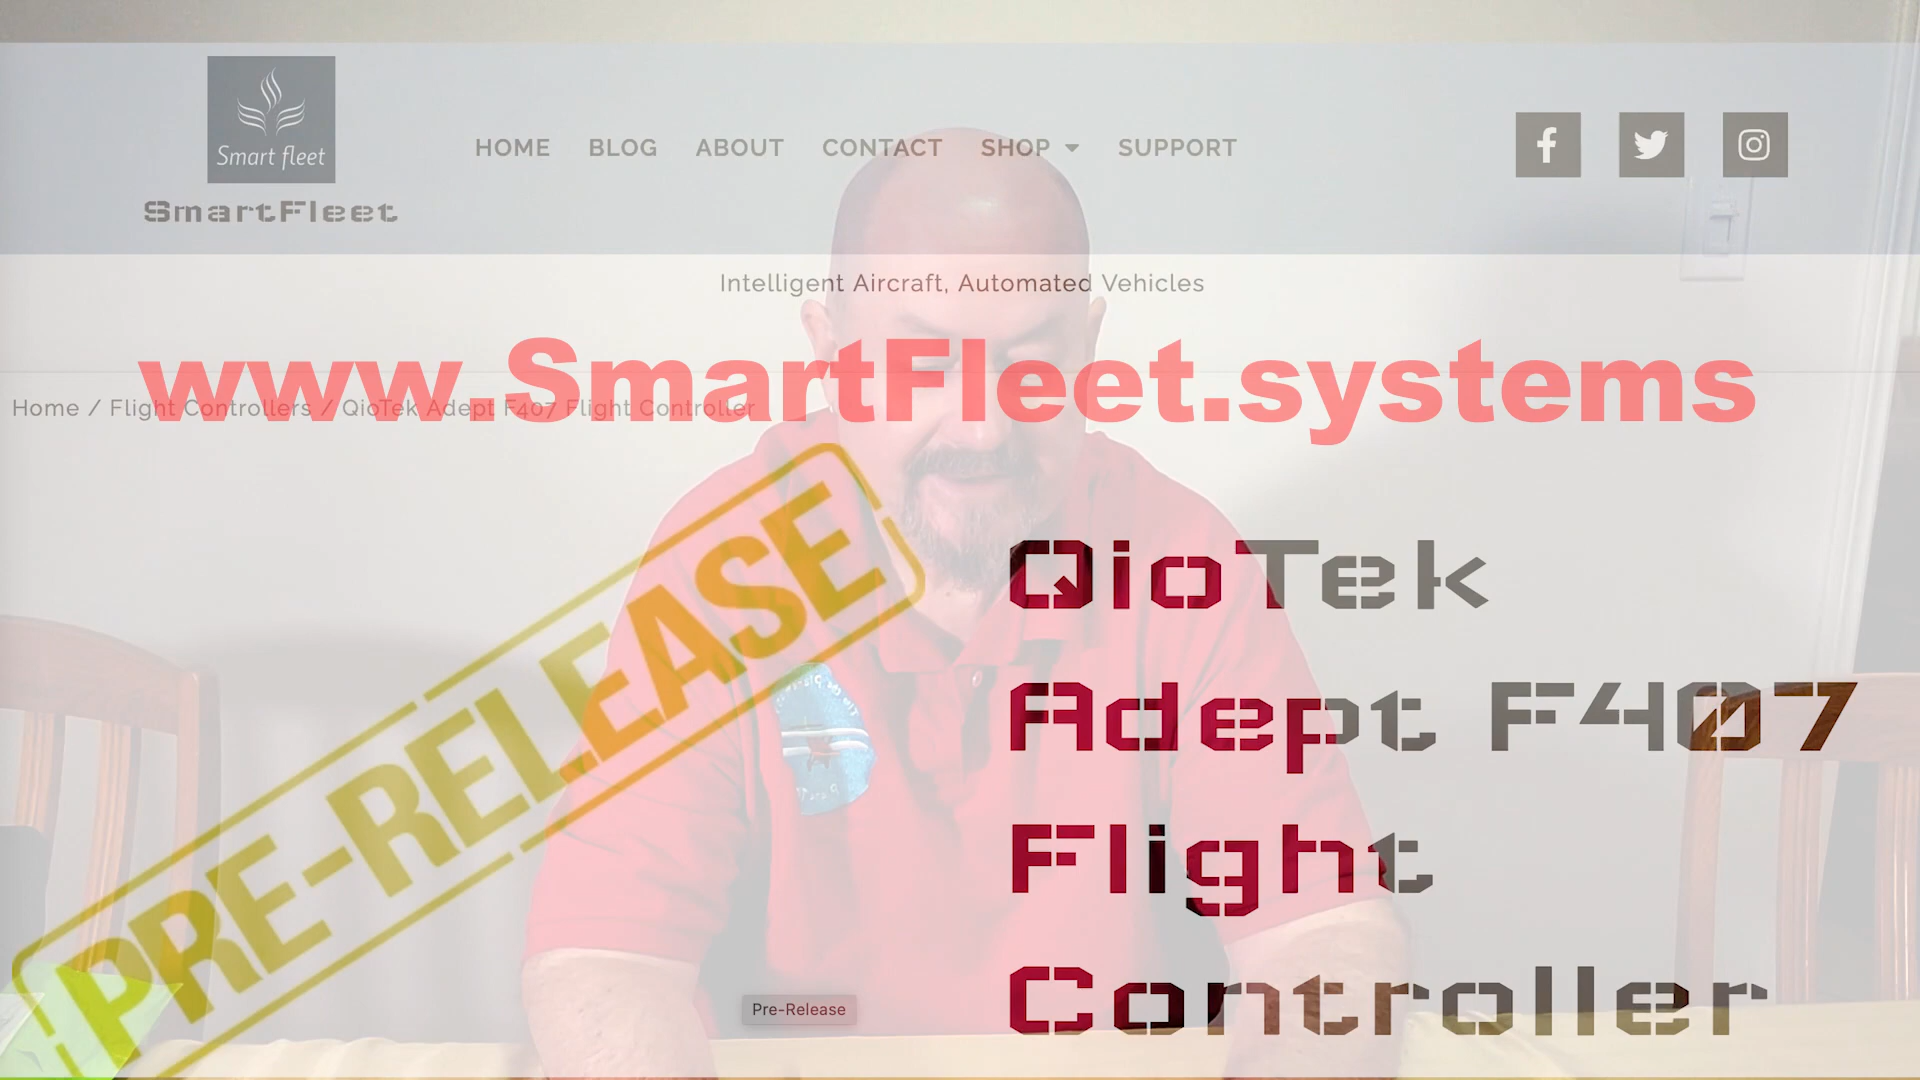 Smart fleet
SmartFleet
HOME BLOG ABOUT CONTACT SHOP SUPPORT
Intelligent Aircraft, Automated Vehicles
www.SmartFleet.systems
Home / Flight Controllers / QioTek Adept F407 Flight Controller
PRE-RELEASE
QioTek
Adept F407
Flight
Controller
Pre-Release